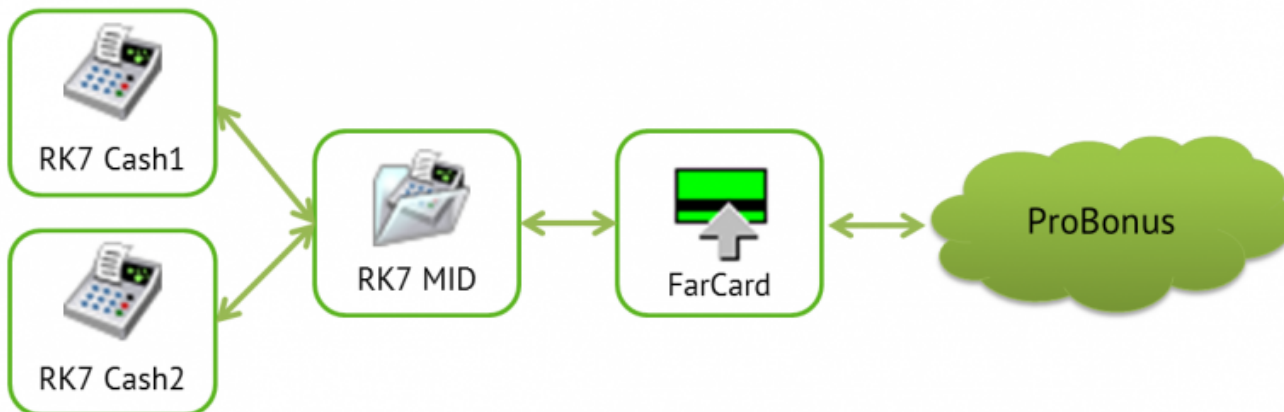 RK7 Cash1
RK7 MID
FarCard
ProBonus
RK7 Cash2